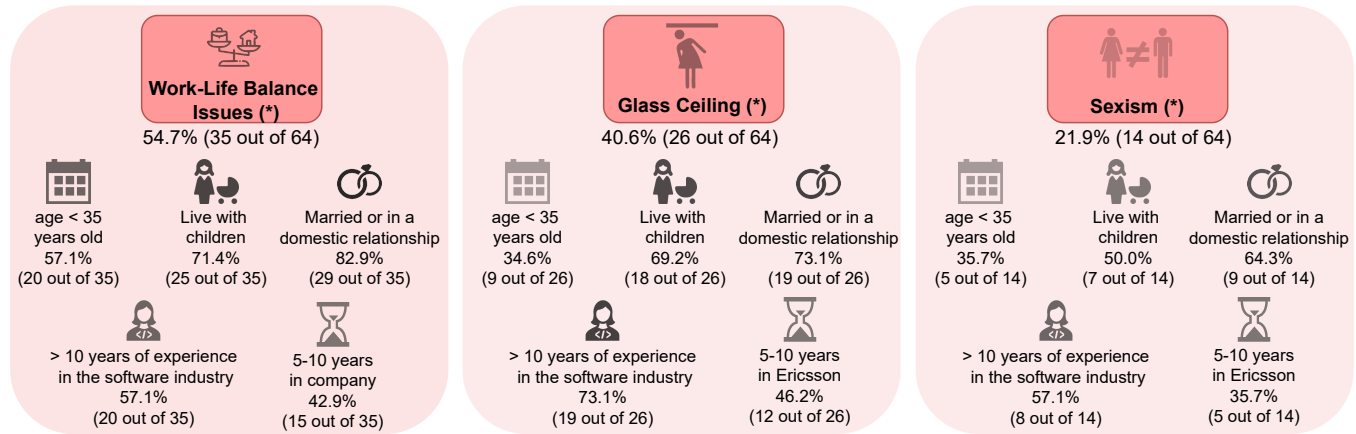 Work-Life Balance
Issues (*)
54.7% (35 out of 64)
age < 35
years old
57.1%
(20 out of 35)
Live with
children
71.4%
(25 out of 35)
Married or in a
domestic relationship
82.9%
(29 out of 35)
> 10 years of experience
in the software industry
57.1%
(20 out of 35)
5-10 years
in company
42.9%
(15 out of 35)
Glass Ceiling (*)
40.6% (26 out of 64)
age < 35
years old
34.6%
(9 out of 26)
Live with
children
69.2%
(18 out of 26)
Married or in a
domestic relationship
73.1%
(19 out of 26)
> 10 years of experience
in the software industry
73.1%
(19 out of 26)
5-10 years
in Ericsson
46.2%
(12 out of 26)
Sexism (*)
21.9% (14 out of 64)
age < 35
years old
35.7%
(5 out of 14)
Live with
children
50.0%
(7 out of 14)
Married or in a
domestic relationship
64.3%
(9 out of 14)
> 10 years of experience
in the software industry
57.1%
(8 out of 14)
5-10 years
in Ericsson
35.7%
(5 out of 14)